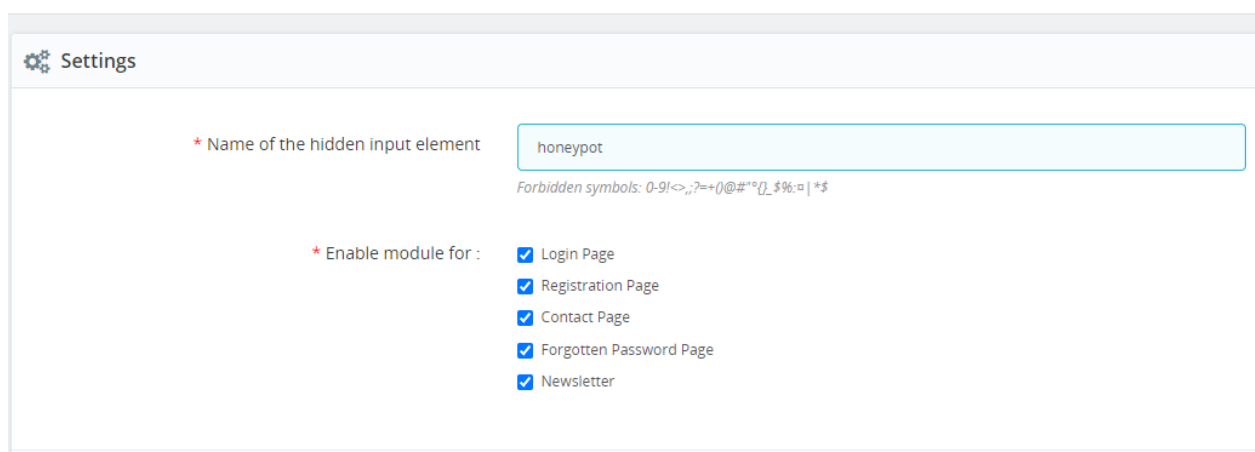 Settings
* Name of the hidden input element
honeypot
Forbidden symbols: 0-9!<>,;?=+()@#"°{}_$%:¤|*$
* Enable module for :
Login Page
Registration Page
Contact Page
Forgotten Password Page
Newsletter